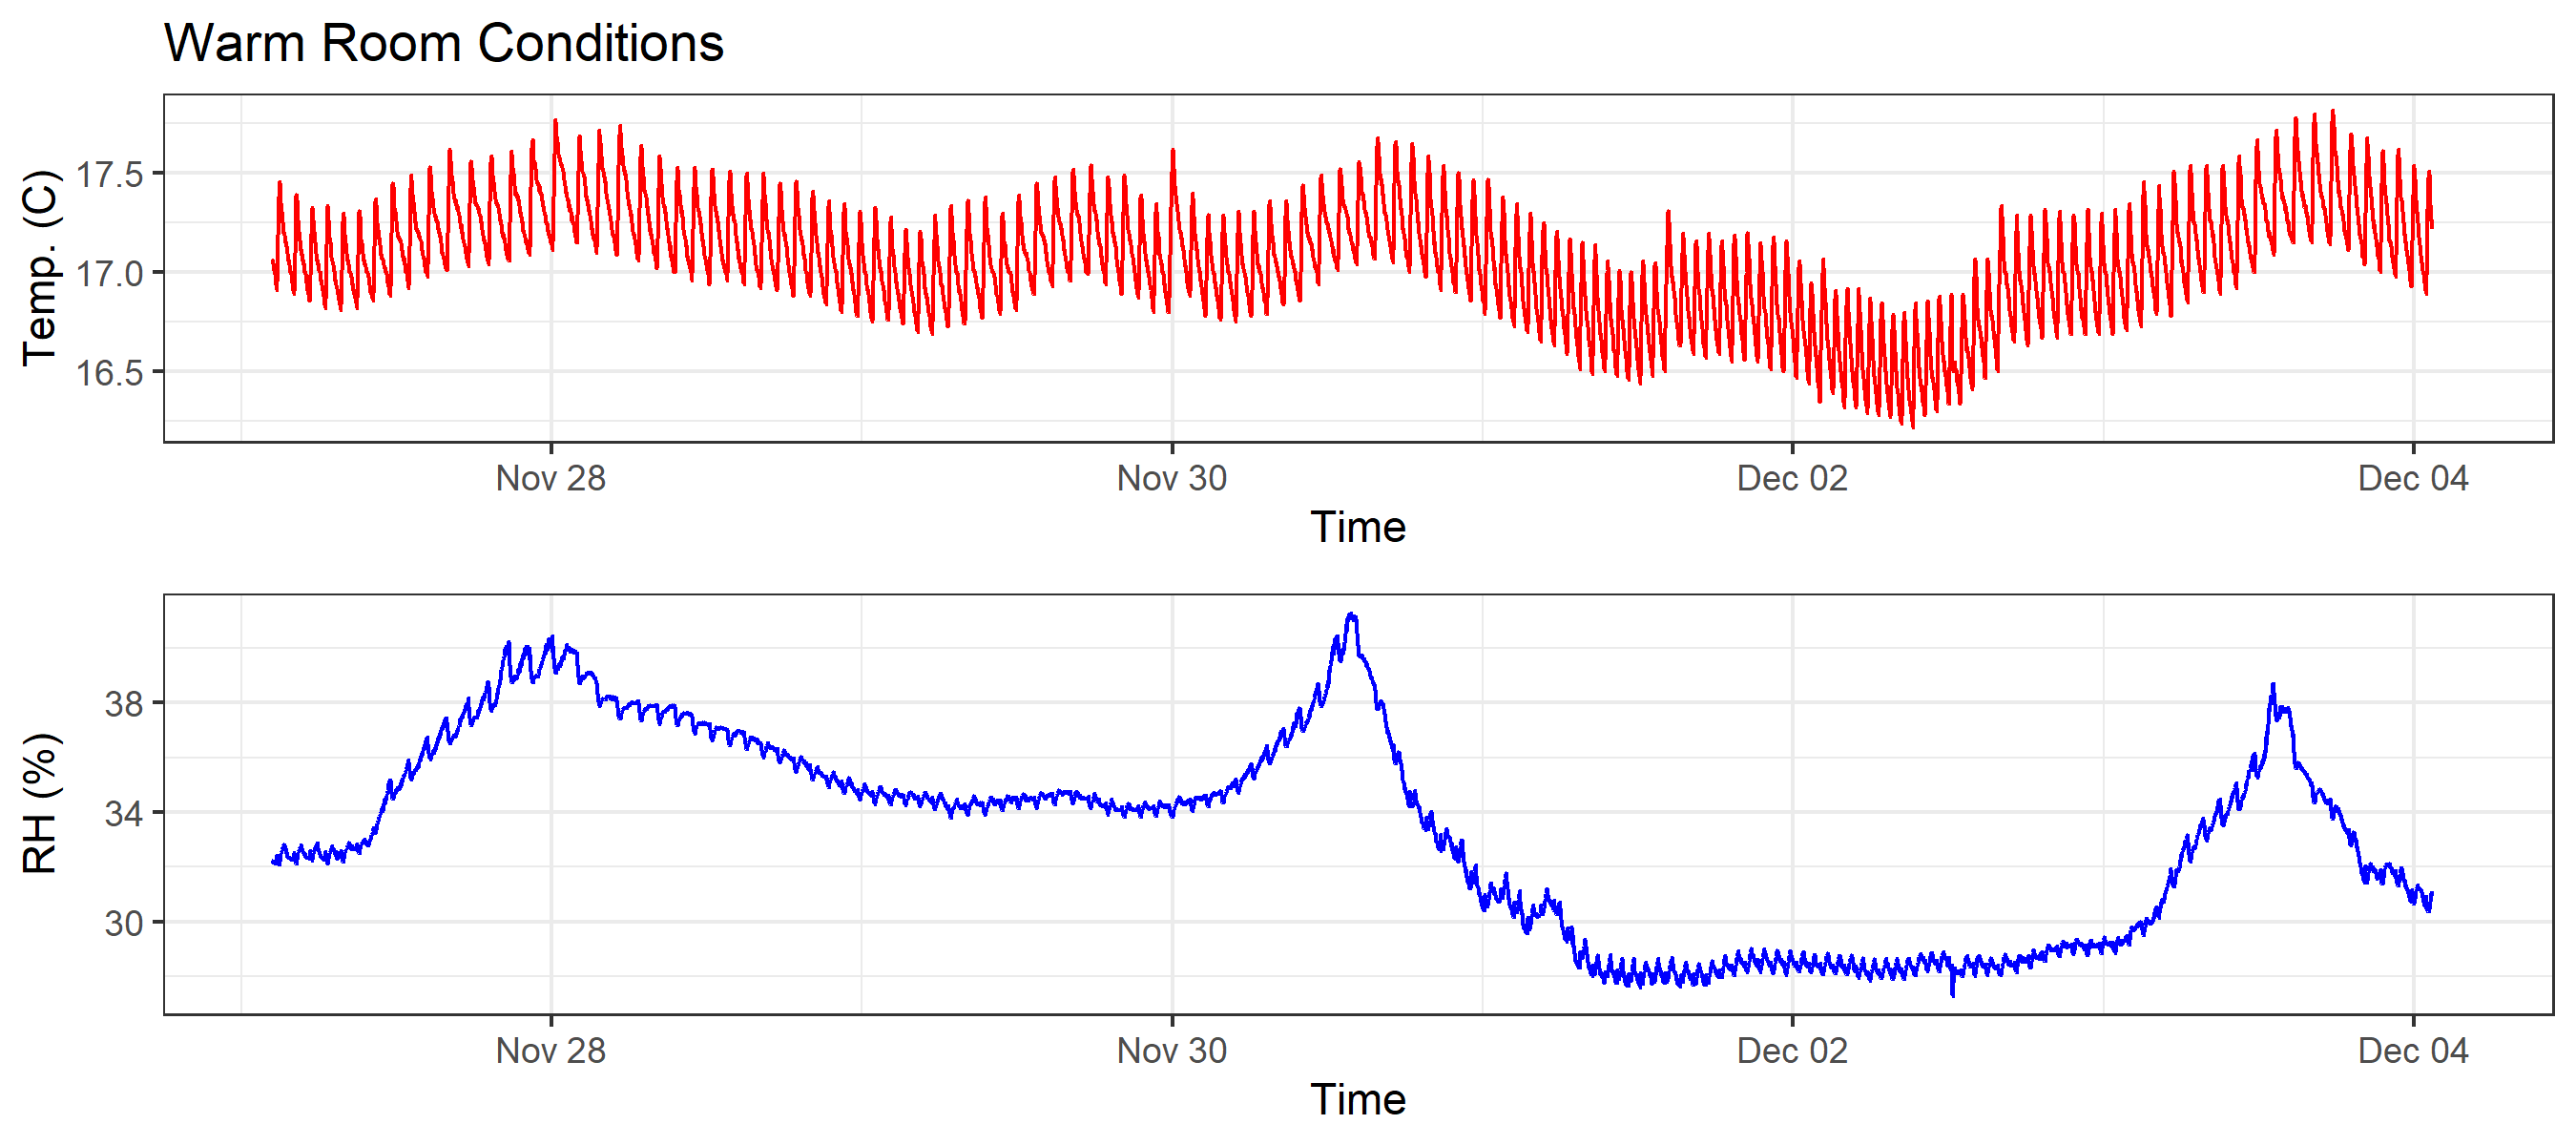 Warm Room Conditions
Temp. (C)
17.5
17.0
16.5
Nov 28 Nov 30 Dec 02 Dec 04
Time
RH (%)
38
34
30
Nov 28 Nov 30 Dec 02 Dec 04
Time